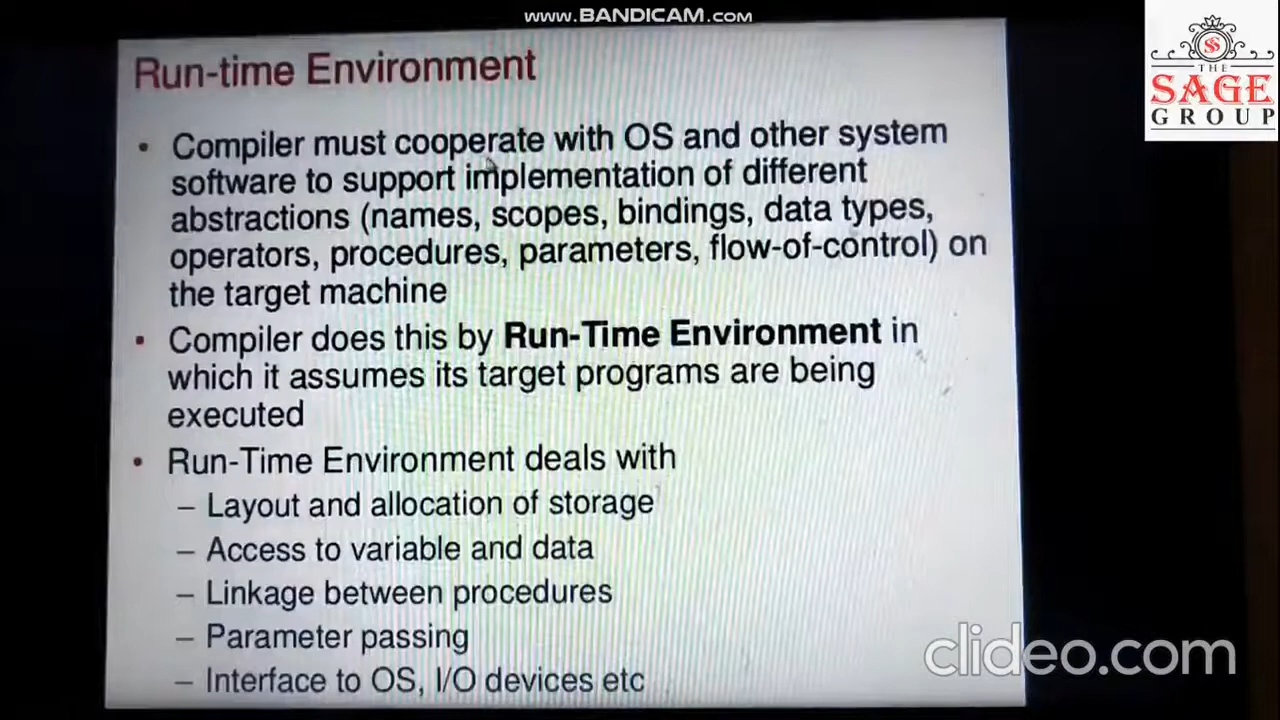 www.BANDICAM.com
THE
SAGE
GROUP
Run-time Environment
• Compiler must cooperate with OS and other system
software to support implementation of different
abstractions (names, scopes, bindings, data types,
operators, procedures, parameters, flow-of-control) on
the target machine
• Compiler does this by Run-Time Environment in
which it assumes its target programs are being
executed
• Run-Time Environment deals with
– Layout and allocation of storage
– Access to variable and data
– Linkage between procedures
– Parameter passing
– Interface to OS, I/O devices etc
clideo.com